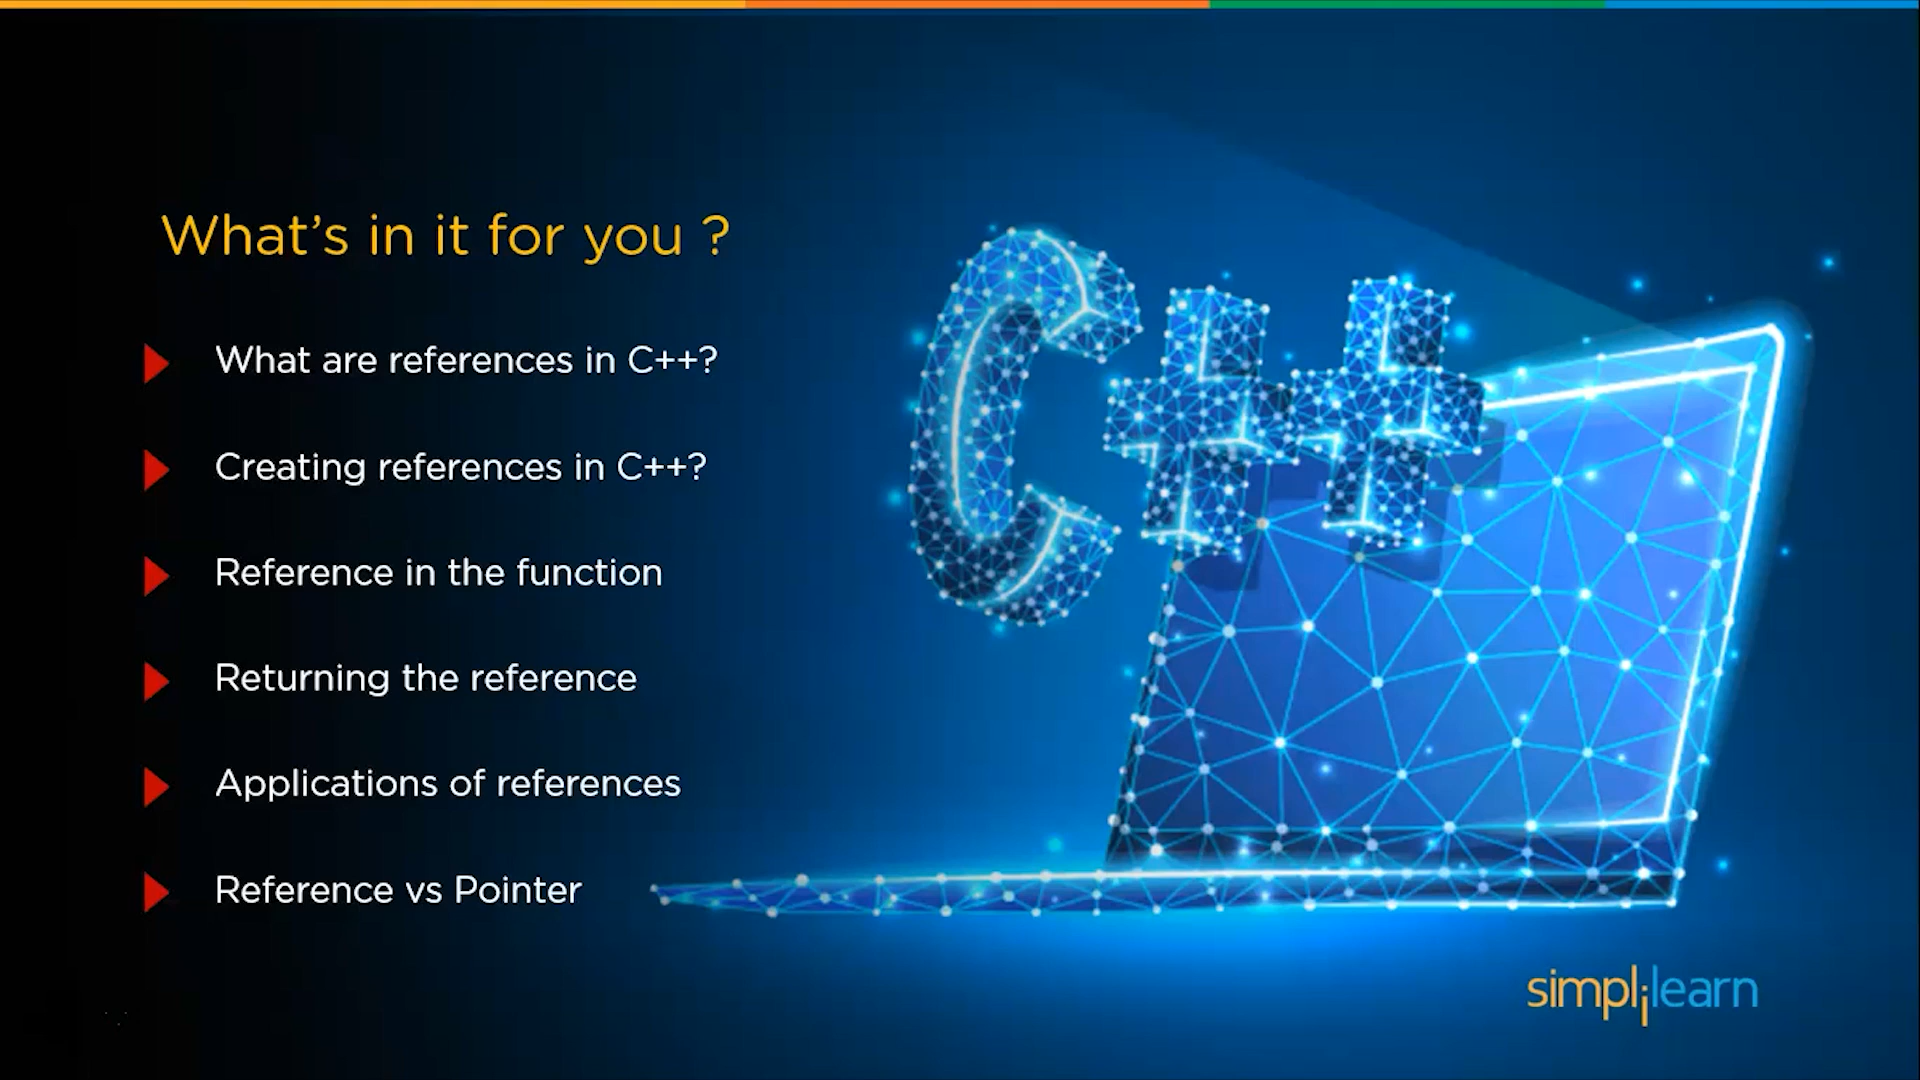 What's in it for you ?
What are references in C++?
Creating references in C++?
Reference in the function
Returning the reference
Applications of references
Reference vs Pointer
C++
simplilearn